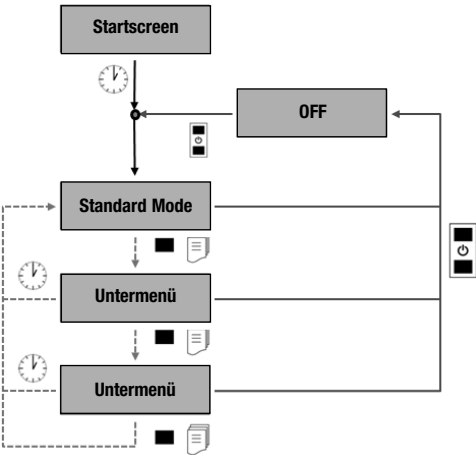 Startscreen
OFF
Standard Mode
Untermenü
Untermenü